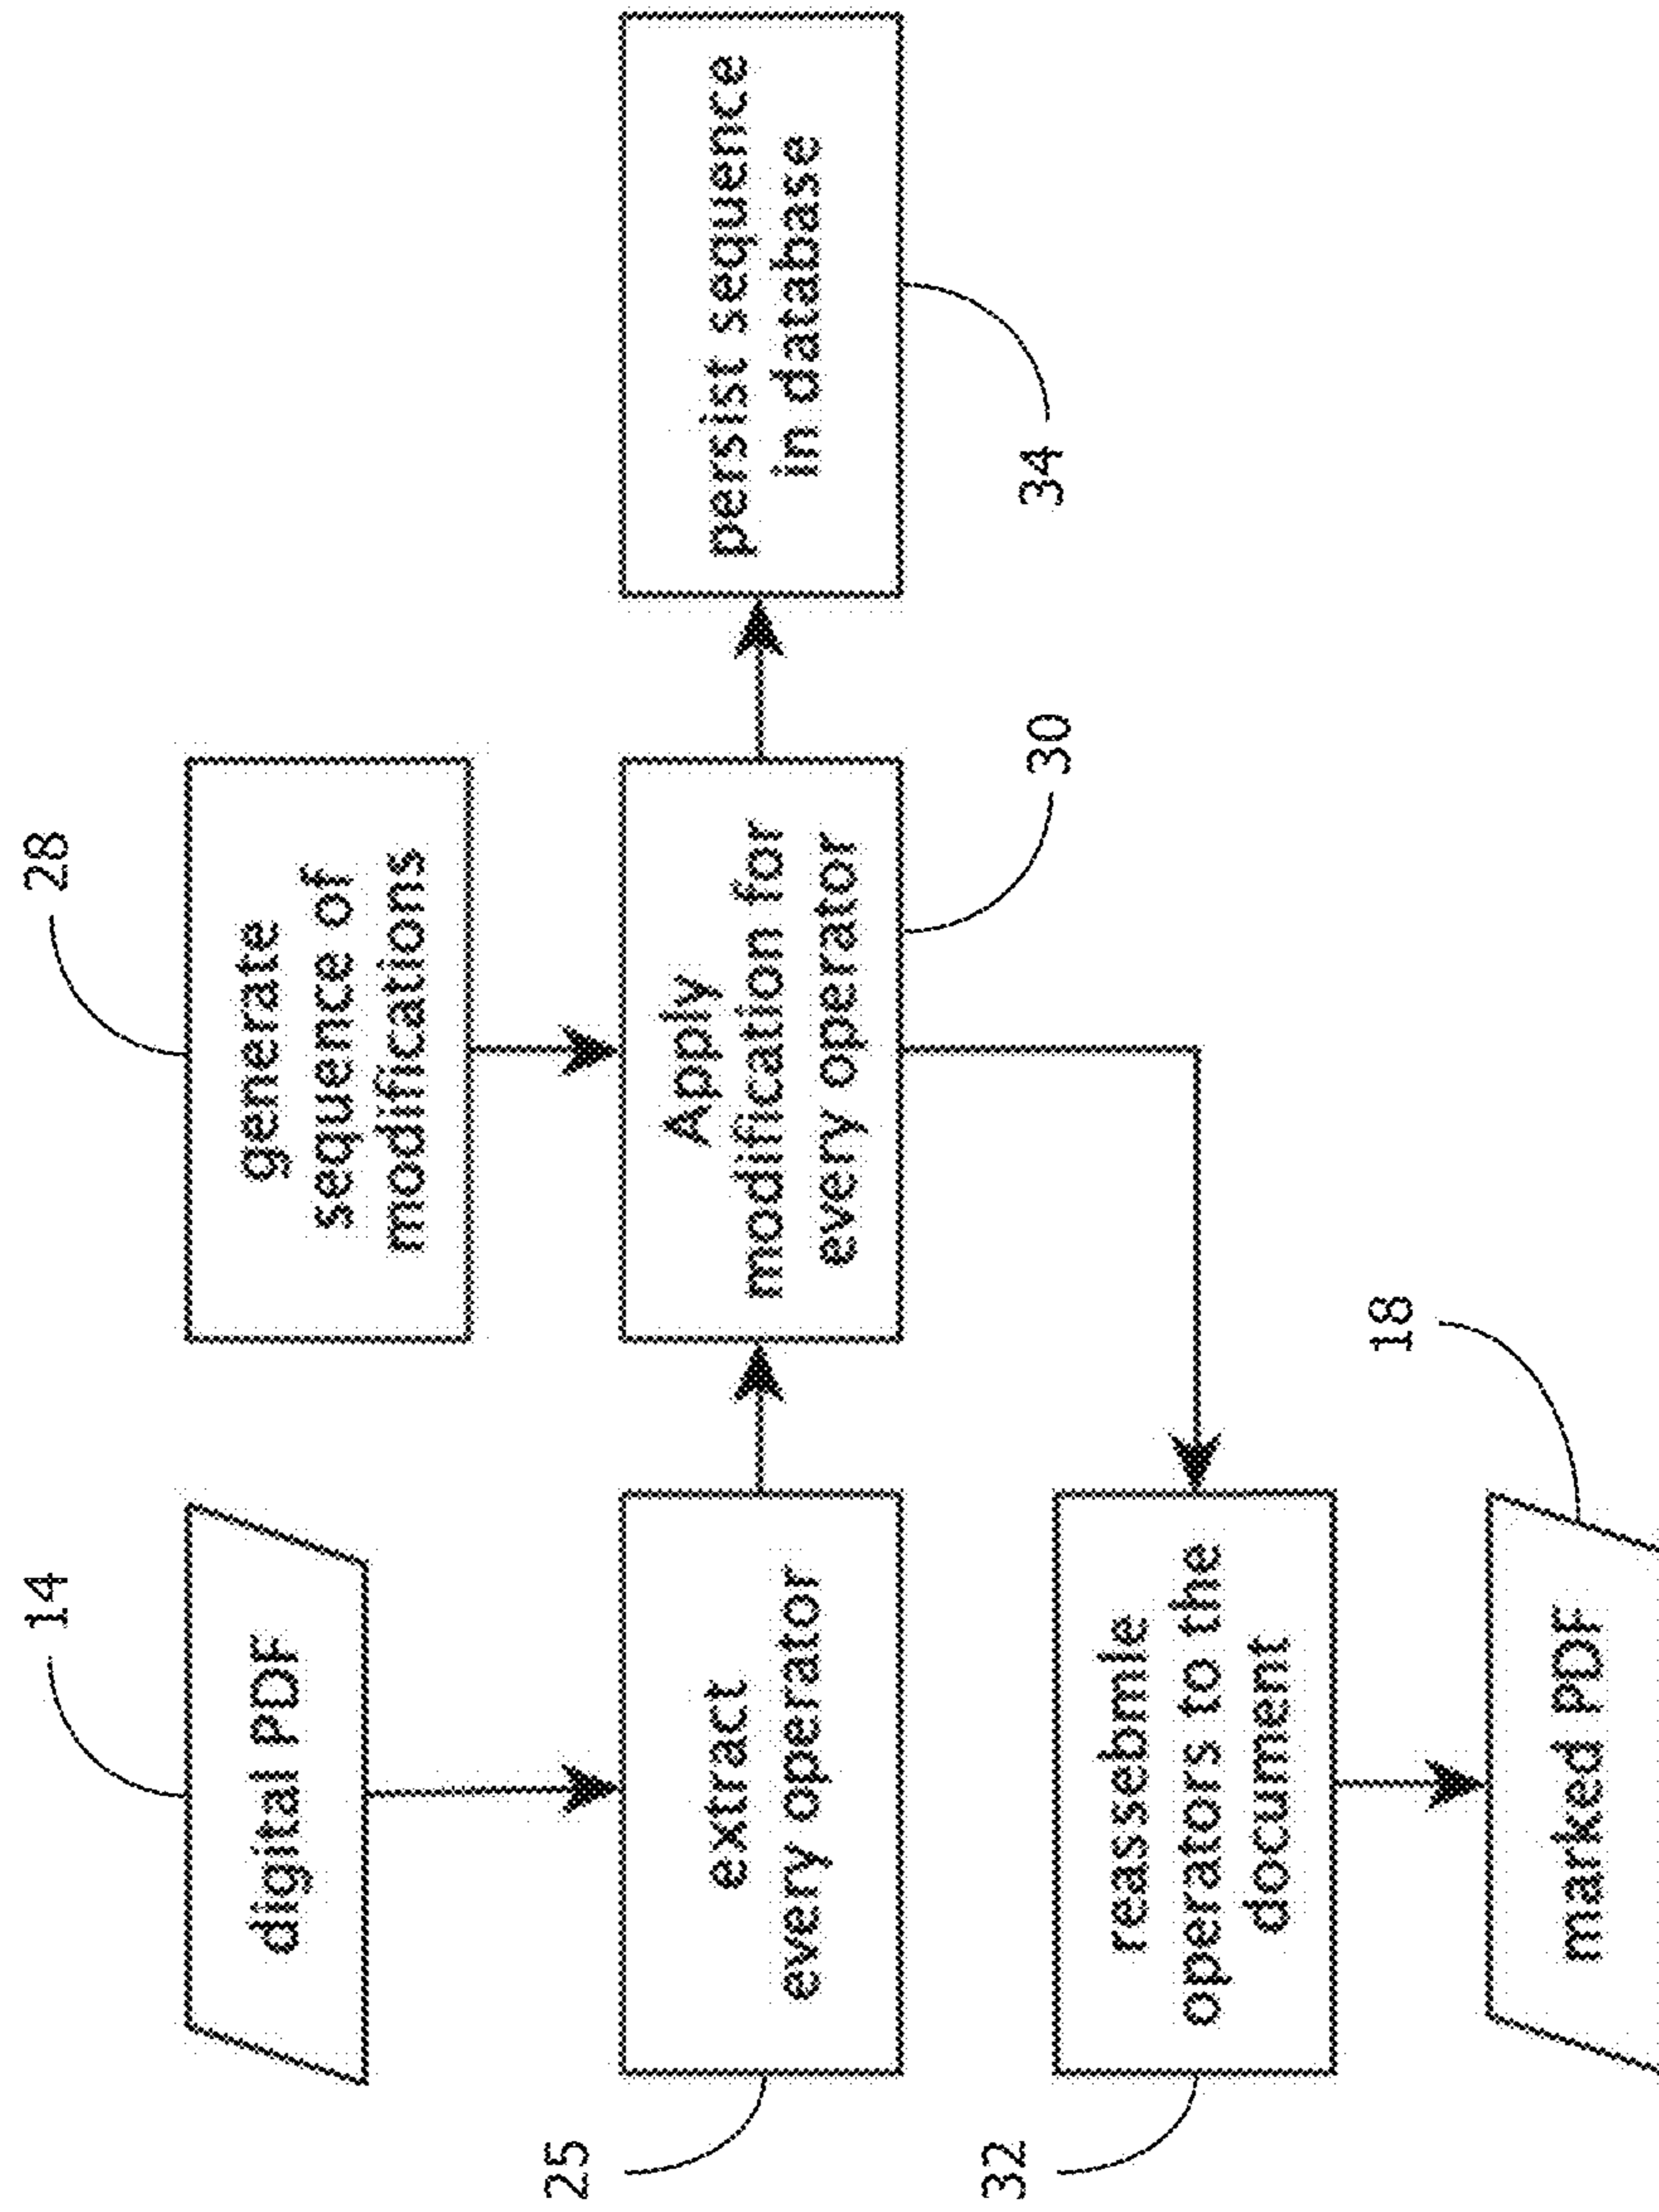 14
digital PDF
28
generate
sequence of
modifications
25
extract
every operator
Apply
modification for
every operator
30
persist sequence
in database
34
32
reassebmle
operators to the
document
18
marked PDF